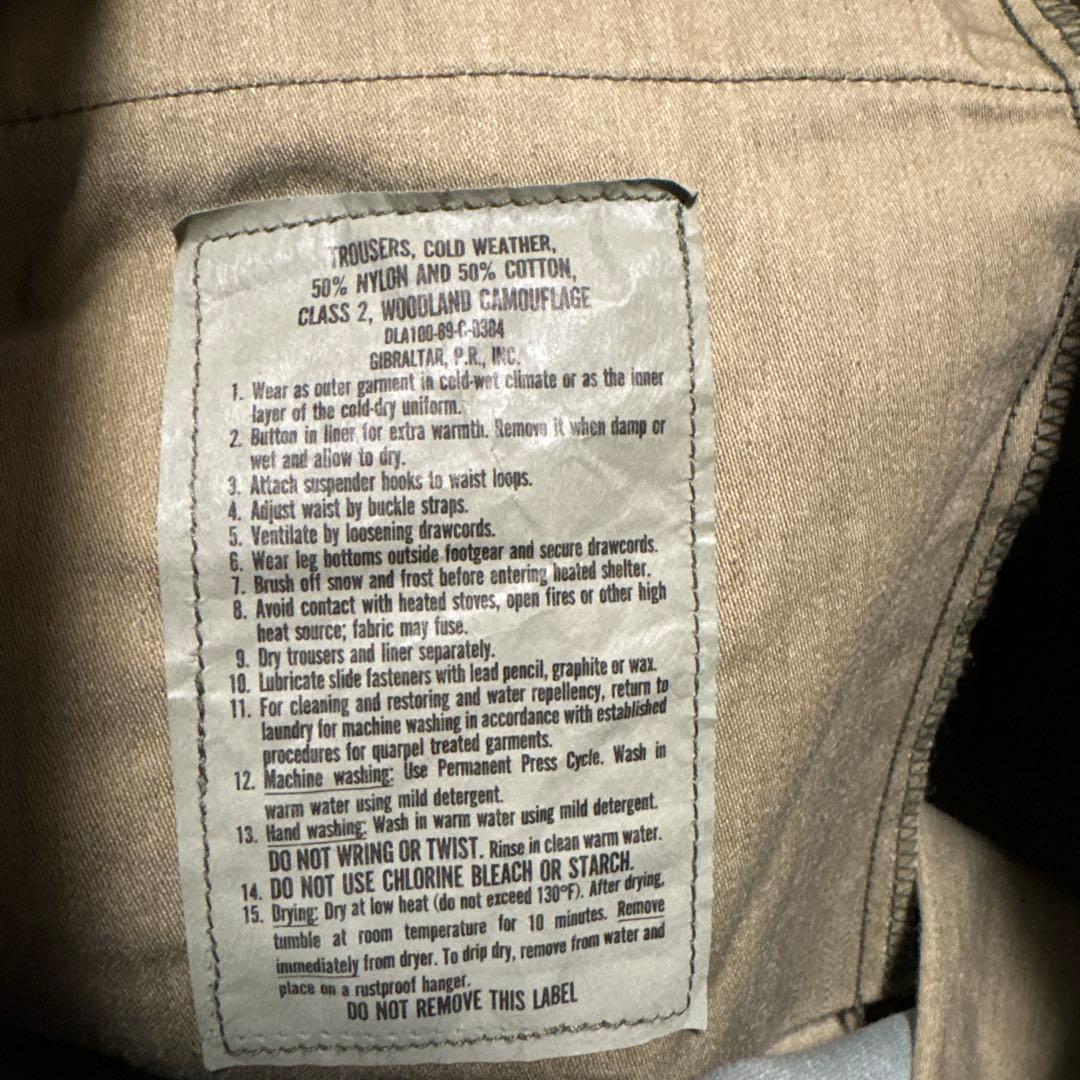 TROUSERS, COLD WEATHER,
50% NYLON AND 50% COTTON,
CLASS 2, WOODLAND CAMOUFLAGE
DLA100-89-C-0384
GIBRALTAR, P.R., INC.
1. Wear as outer garment in cold-wet climate or as the inner
layer of the cold-dry uniform.
2. Button in liner for extra warmth. Remove it when damp or
wet and allow to dry.
3. Attach suspender hooks to waist loops.
4. Adjust waist by buckle straps.
5. Ventilate by loosening drawcords.
6. Wear leg bottoms outside footgear and secure drawcords.
7. Brush off snow and frost before entering heated shelter.
8. Avoid contact with heated stoves, open fires or other high
heat source; fabric may fuse.
9. Dry trousers and liner separately.
10. Lubricate slide fasteners with lead pencil, graphite or wax.
11. For cleaning and restoring and water repellency, return to
laundry for machine washing in accordance with established
procedures for quarpel treated garments.
12. Machine washing: Use Permanent Press Cycle. Wash in
warm water using mild detergent.
13. Hand washing: Wash in warm water using mild detergent.
DO NOT WRING OR TWIST. Rinse in clean warm water.
14. DO NOT USE CHLORINE BLEACH OR STARCH.
15. Drying: Dry at low heat (do not exceed 130°F). After drying,
tumble at room temperature for 10 minutes. Remove
immediately from dryer. To drip dry, remove from water and
place on a rustproof hanger.
DO NOT REMOVE THIS LABEL